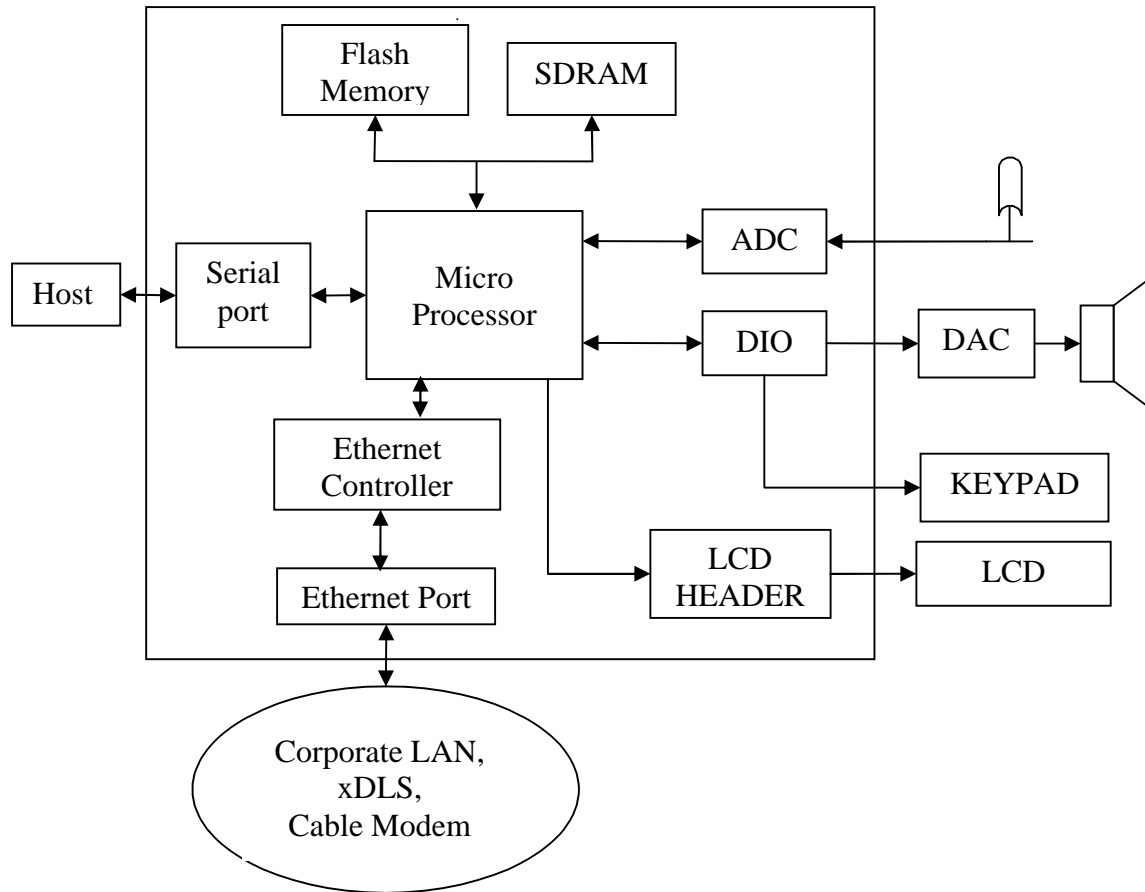 Flash
Memory
SDRAM
Host
Serial
port
Micro
Processor
ADC
DIO
DAC
Ethernet
Controller
KEYPAD
Ethernet Port
LCD
HEADER
LCD
Corporate LAN,
xDLS,
Cable Modem